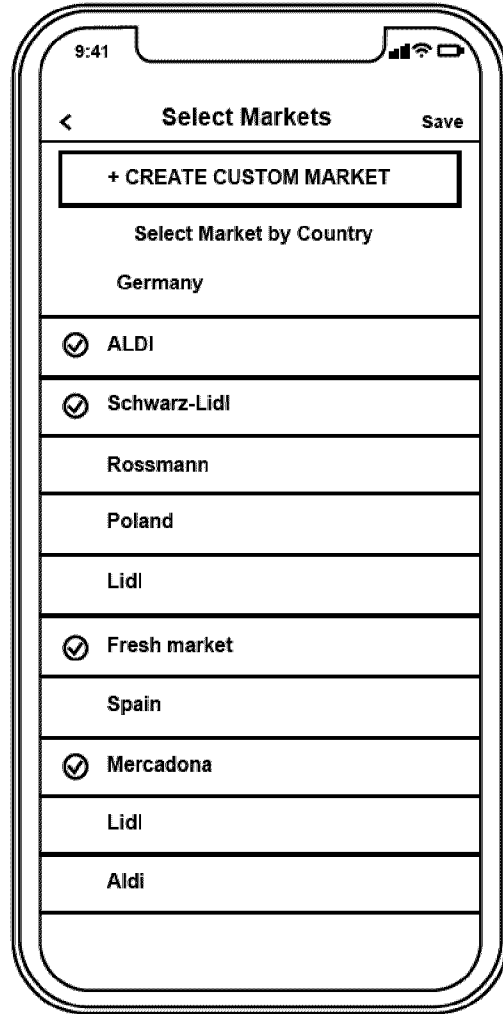 9:41
< Select Markets Save
+ CREATE CUSTOM MARKET
Select Market by Country
Germany
ALDI
Schwarz-Lidl
Rossmann
Poland
Lidl
Fresh market
Spain
Mercadona
Lidl
Aldi